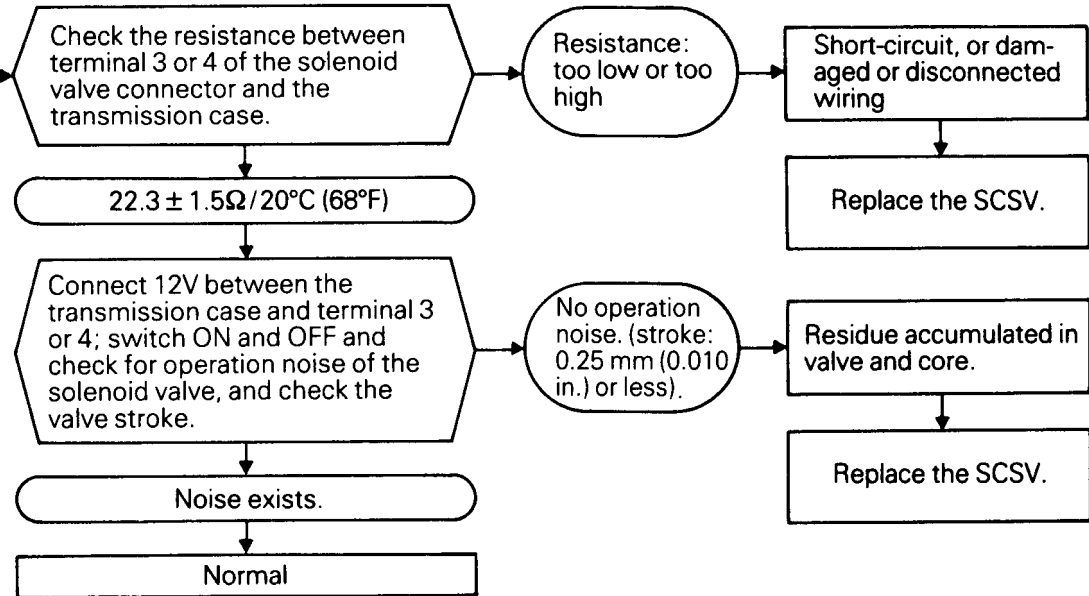 Check the resistance between
terminal 3 or 4 of the solenoid
valve connector and the
transmission case.
Resistance:
too low or too
high
Short-circuit, or dam-
aged or disconnected
wiring
Replace the SCSV.
22.3 ± 1.5Ω/20°C (68°F)
Connect 12V between the
transmission case and terminal 3
or 4; switch ON and OFF and
check for operation noise of the
solenoid valve, and check the
valve stroke.
No operation
noise. (stroke:
0.25 mm (0.010
in.) or less).
Residue accumulated in
valve and core.
Replace the SCSV.
Noise exists.
Normal